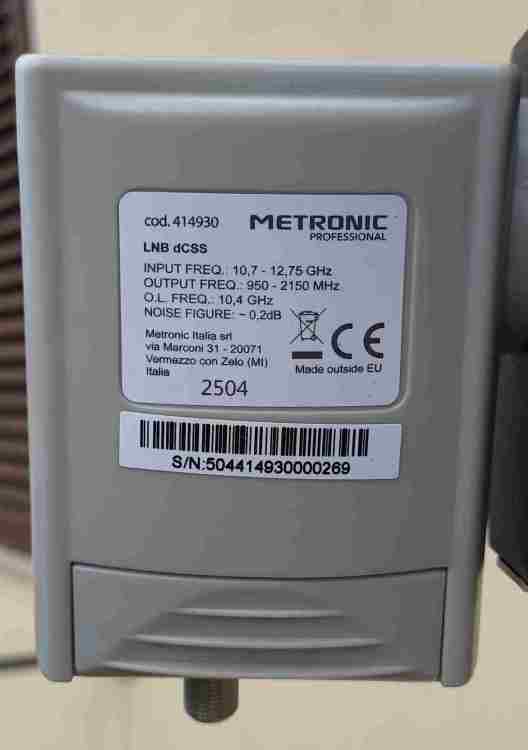 cod. 414930
METRONIC
PROFESSIONAL
LNB dCSS
INPUT FREQ.: 10,7 - 12,75 GHz
OUTPUT FREQ.: 950 - 2150 MHz
O.L. FREQ.: 10,4 GHz
NOISE FIGURE: ~ 0,2dB
Metronic Italia srl
via Marconi 31 - 20071
Vermezzo con Zelo (MI)
Italia
2504
CE
Made outside EU
S/N:504414930000269